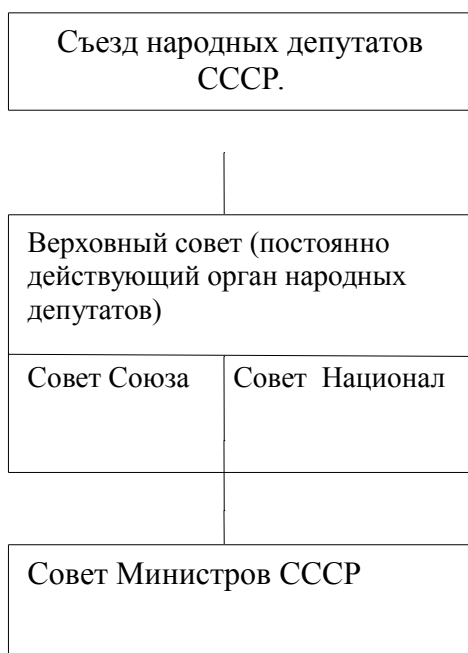 Съезд народных депутатов
СССР.
Верховный совет (постоянно
действующий орган народных
депутатов)
Совет Союза
Совет Национал
Совет Министров СССР